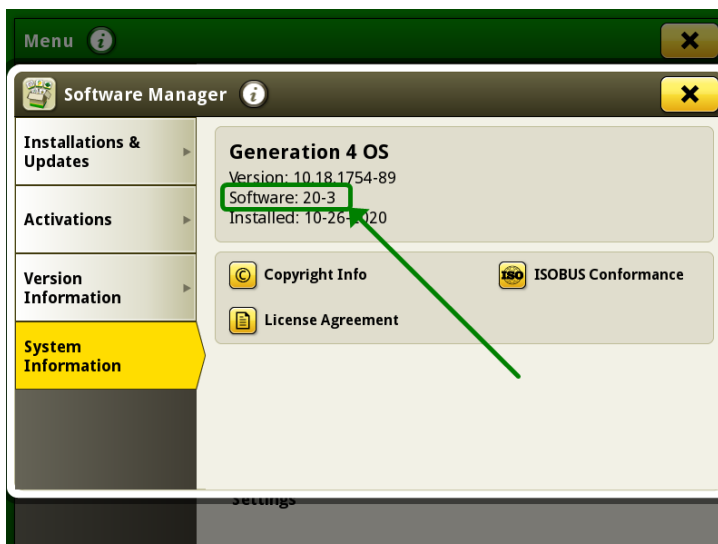 Menu
Software Manager
Installations &
Updates
Activations
Version
Information
System
Information
Generation 4 OS
Version: 10.18.1754-89
Software: 20-3
Installed: 10-26-2020
© Copyright Info
ISO ISOBUS Conformance
License Agreement
Settings